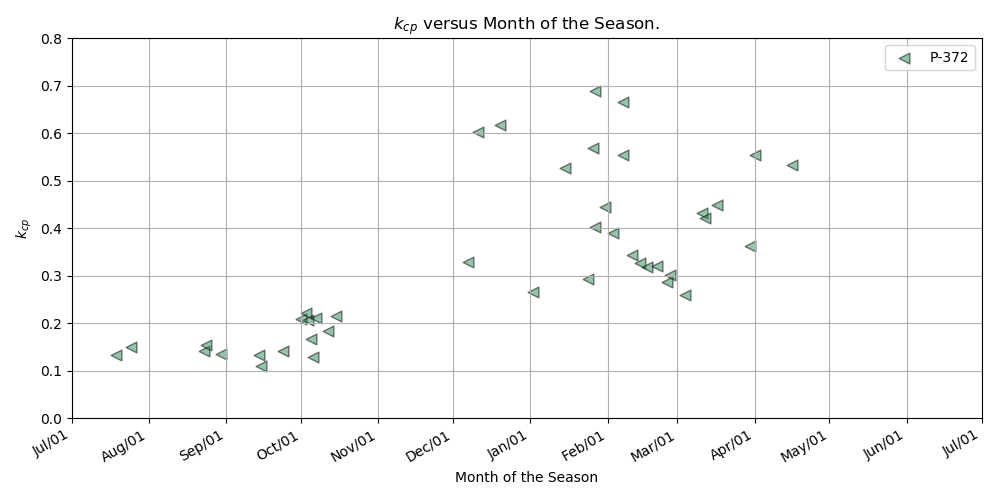 k_cp versus Month of the Season.
P-372
0.8
0.7
0.6
0.5
0.4
0.3
0.2
0.1
0.0
k_cp
Jul/01 Aug/01 Sep/01 Oct/01 Nov/01 Dec/01 Jan/01 Feb/01 Mar/01 Apr/01 May/01 Jun/01 Jul/01
Month of the Season